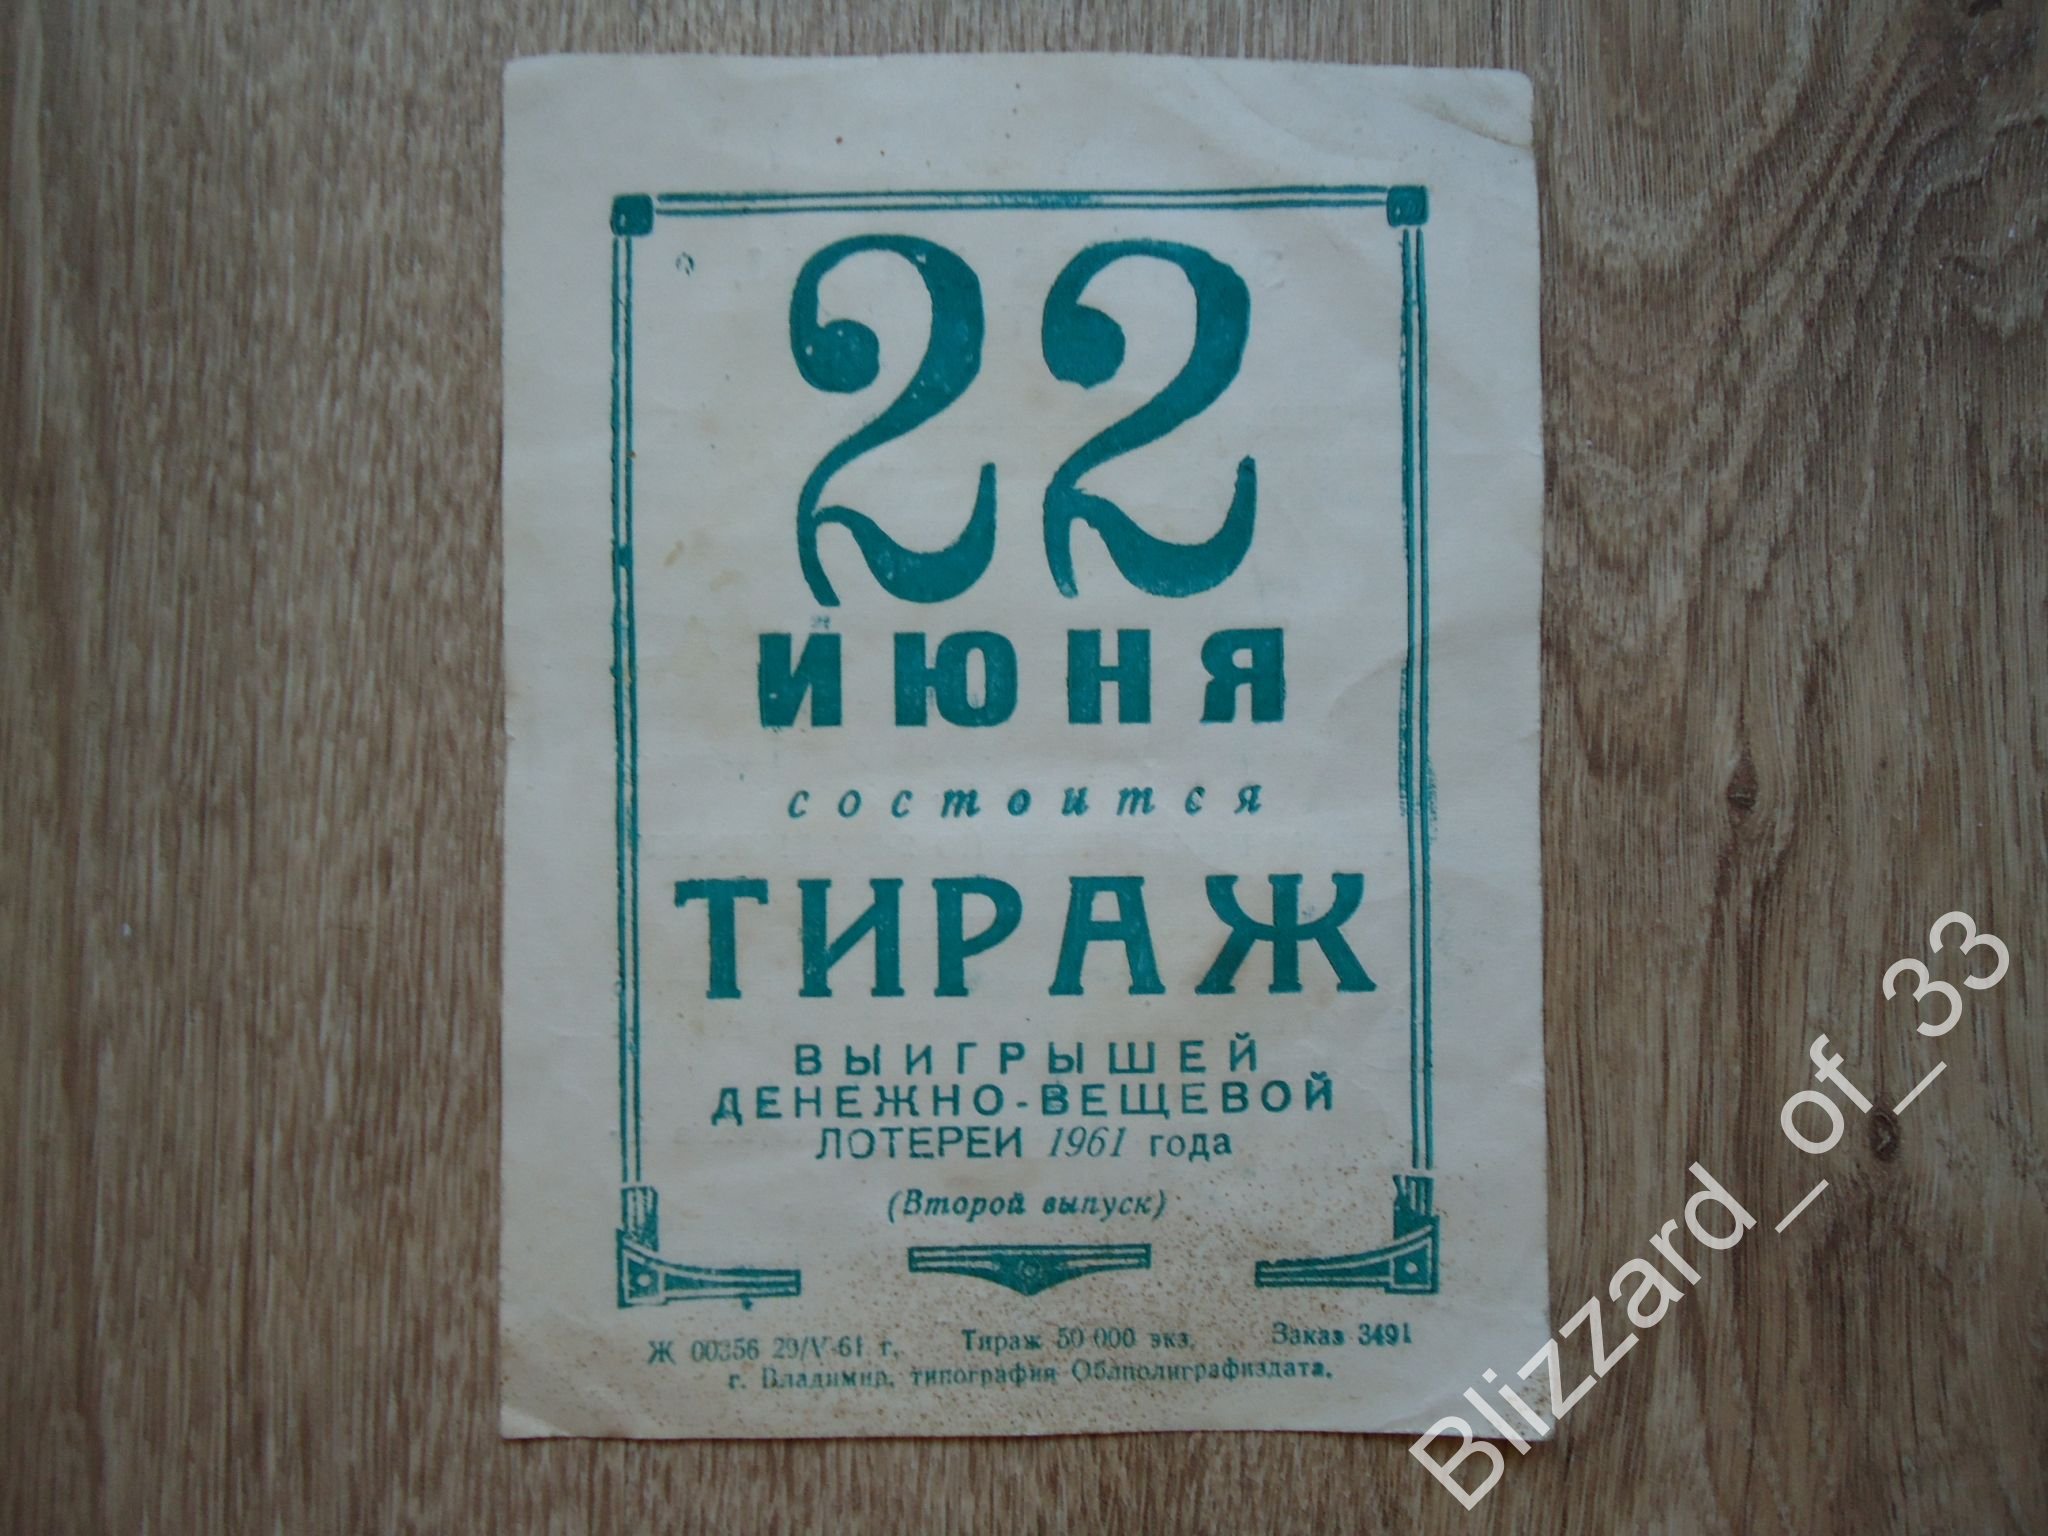 22
ИЮНЯ
состоится
ТИРАЖ
ВЫИГРЫШЕЙ
ДЕНЕЖНО-ВЕЩЕВОЙ
ЛОТЕРЕИ 1961 года
(Второй выпуск)
Ж 00356 29/V-61 г. Тираж 50 000 экз. Заказ 3491
г. Владимир, типография Облполиграфиздата.
Blizzard_of_33